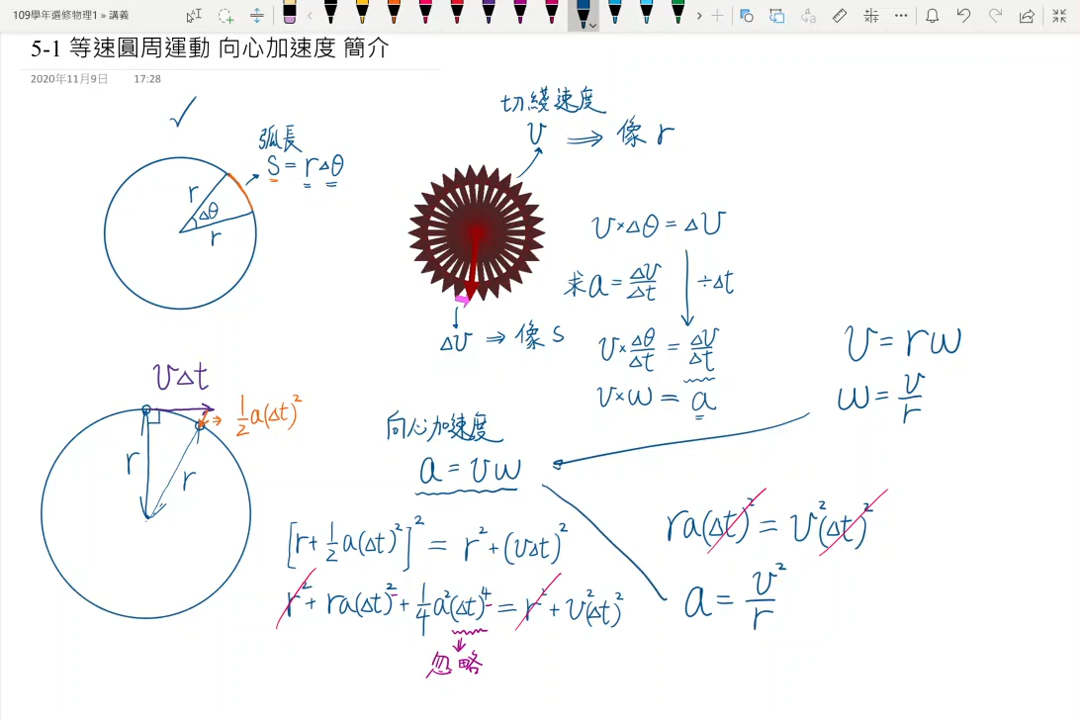 109學年選修物理1 » 講義
5-1 等速圓周運動 向心加速度 簡介
2020年11月9日 17:28
弧長
S = rΔθ
r
Δθ
r
切綫速度
v ⇒ 像 r
Δv ⇒ 像 S
v×Δθ = Δv
求a = Δv/Δt
÷Δt
v×Δθ/Δt = Δv/Δt
v×ω = a
v = rω
ω = v/r
vΔt
1/2 a(Δt)²
r
r
向心加速度
a = vω
[r+1/2 a(Δt)²]² = r²+(vΔt)²
r²+ra(Δt)²+1/4 a²(Δt)⁴ = r²+v²(Δt)²
忽略
ra(Δt)² = v²(Δt)²
a = v²/r